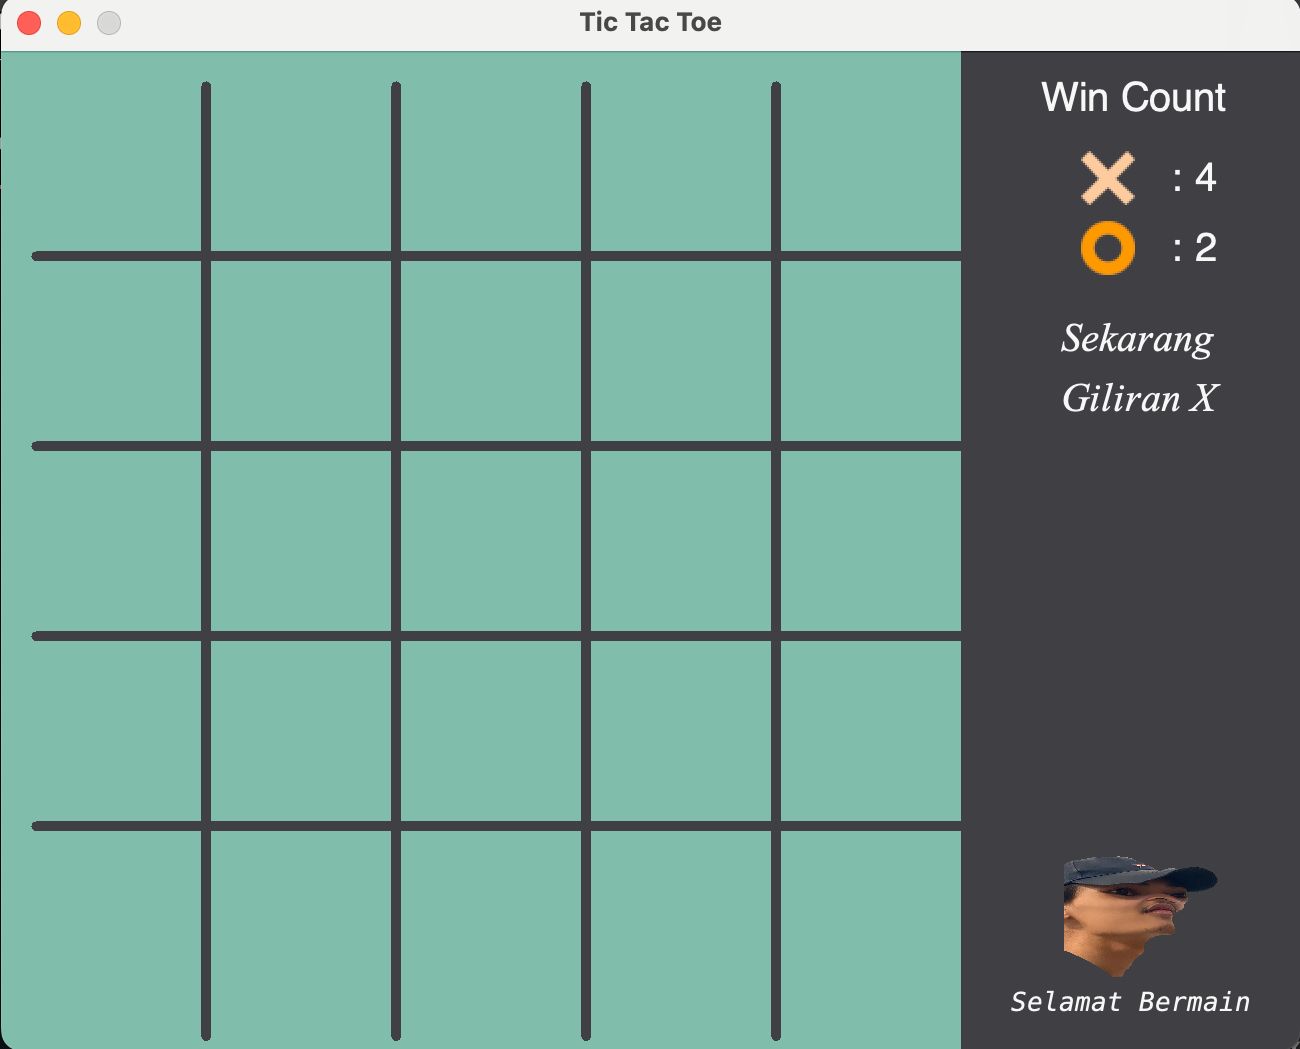 Tic Tac Toe
Win Count
: 4
: 2
Sekarang
Giliran X
Selamat Bermain